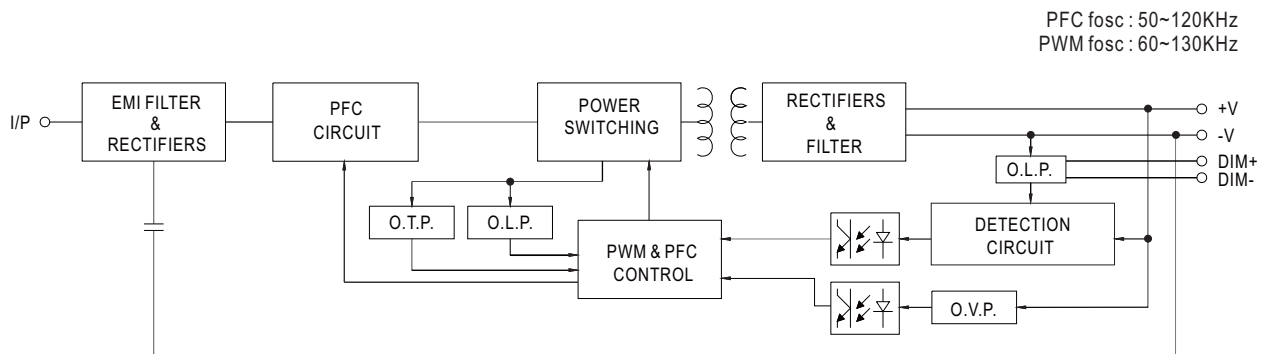 PFC fosc : 50~120KHz
PWM fosc : 60~130KHz
I/P
EMI FILTER
&
RECTIFIERS
PFC
CIRCUIT
POWER
SWITCHING
RECTIFIERS
&
FILTER
+V
-V
DIM+
DIM-
O.L.P.
O.T.P.
O.L.P.
PWM & PFC
CONTROL
DETECTION
CIRCUIT
O.V.P.